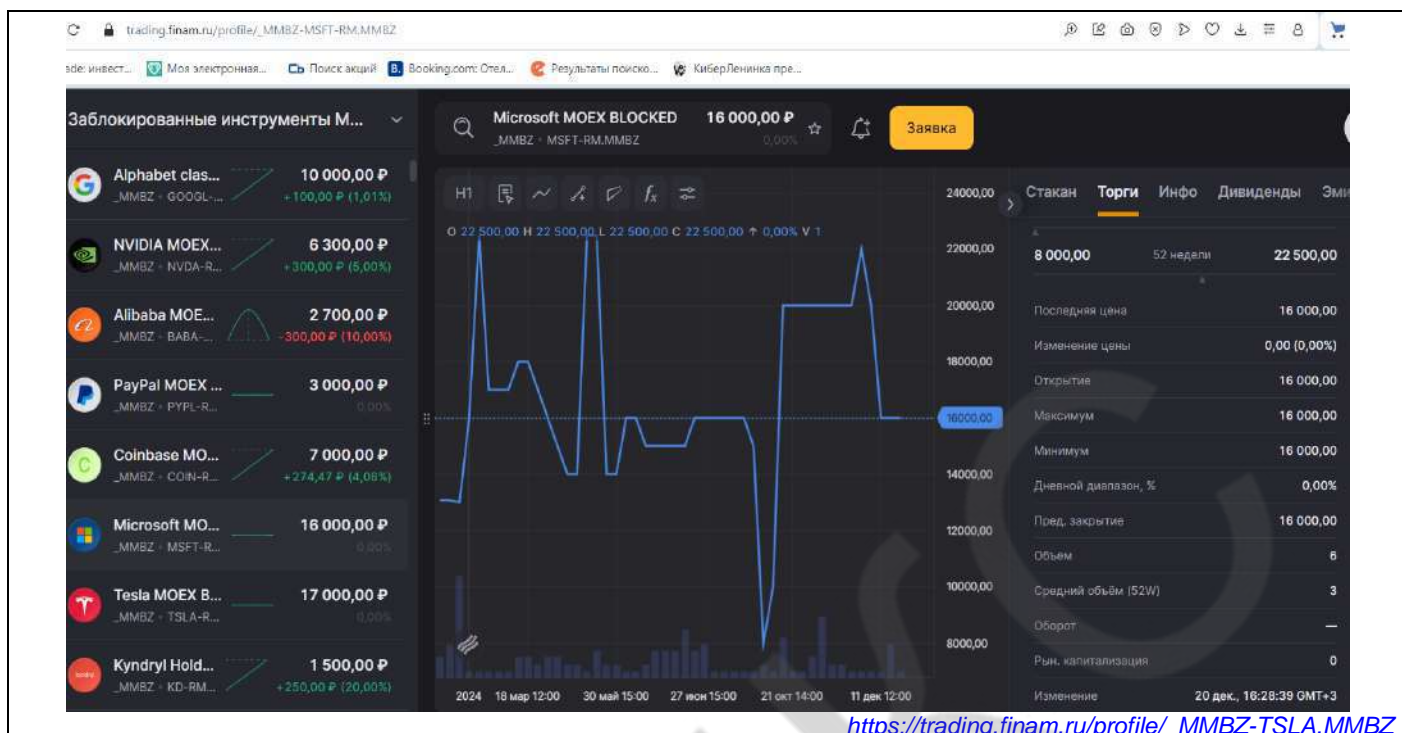 trading.finam.ru/profile/_MMBZ-MSFT-RM.MMBZ
ade: инвест... Моя электронная... Поиск акций Booking.com: Отел... Результаты поиско... КиберЛенинка пре...
Заблокированные инструменты М...
Alphabet clas... 10 000,00 ₽
_MMBZ · GOOGL-... +100,00 ₽ (1,01%)
NVIDIA MOEX... 6 300,00 ₽
_MMBZ · NVDA-R... +300,00 ₽ (5,00%)
Alibaba MOE... 2 700,00 ₽
_MMBZ · BABA-... -300,00 ₽ (10,00%)
PayPal MOEX ... 3 000,00 ₽
_MMBZ · PYPL-R... 0,00%
Coinbase MO... 7 000,00 ₽
_MMBZ · COIN-R... +274,47 ₽ (4,08%)
Microsoft MO... 16 000,00 ₽
_MMBZ · MSFT-R... 0,00%
Tesla MOEX B... 17 000,00 ₽
_MMBZ · TSLA-R... 0,00%
Kyndryl Hold... 1 500,00 ₽
_MMBZ · KD-RM... +250,00 ₽ (20,00%)
Microsoft MOEX BLOCKED 16 000,00 ₽
_MMBZ · MSFT-RM.MMBZ 0,00%
Заявка
H1
O 22 500,00 H 22 500,00 L 22 500,00 C 22 500,00 ↑ 0,00% V 1
24000,00
22000,00
20000,00
18000,00
16000,00
14000,00
12000,00
10000,00
8000,00
2024 18 мар 12:00 30 май 15:00 27 июн 15:00 21 окт 14:00 11 дек 12:00
Стакан Торги Инфо Дивиденды Эми
8 000,00 52 недели 22 500,00
Последняя цена 16 000,00
Изменение цены 0,00 (0,00%)
Открытие 16 000,00
Максимум 16 000,00
Минимум 16 000,00
Дневной диапазон, % 0,00%
Пред. закрытие 16 000,00
Объём 6
Средний объём (52W) 3
Оборот —
Рын. капитализация 0
Изменение 20 дек., 16:28:39 GMT+3
https://trading.finam.ru/profile/_MMBZ-TSLA.MMBZ